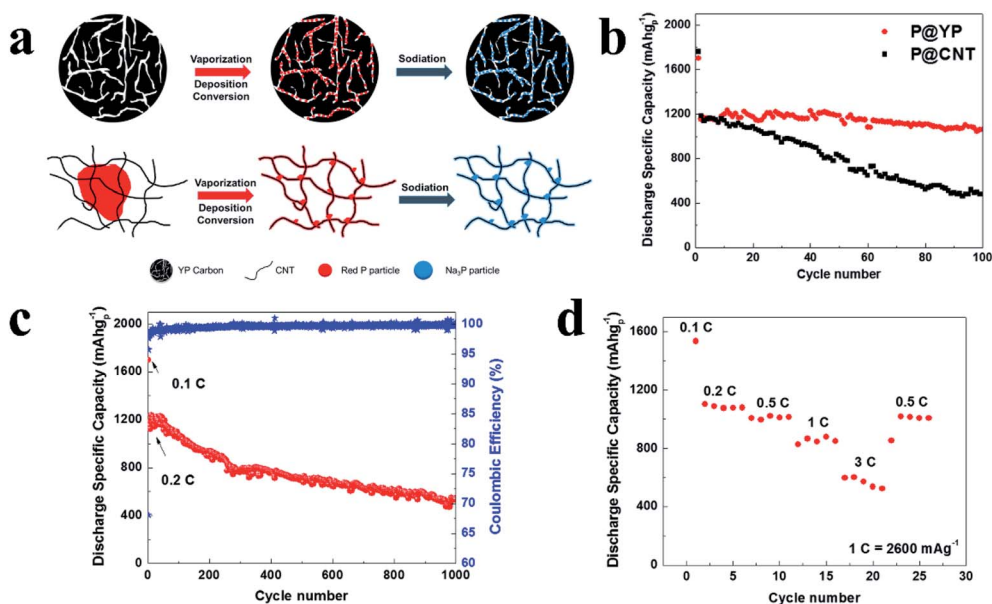 a
Vaporization
Deposition
Conversion
Sodiation
Vaporization
Deposition
Conversion
Sodiation
YP Carbon
CNT
Red P particle
Na₃P particle
b
P@YP
P@CNT
Discharge Specific Capacity (mAhgₚ⁻¹)
2000
1600
1200
800
400
0
20
40
60
80
100
Cycle number
c
Discharge Specific Capacity (mAhgₚ⁻¹)
2000
1600
1200
800
400
0
0.1 C
0.2 C
100
95
90
85
80
75
70
65
60
Coulombic Efficiency (%)
0
200
400
600
800
1000
Cycle number
d
Discharge Specific Capacity (mAhgₚ⁻¹)
1600
1200
800
400
0
0.1 C
0.2 C
0.5 C
1 C
3 C
0.5 C
1 C = 2600 mAg⁻¹
0
5
10
15
20
25
30
Cycle number